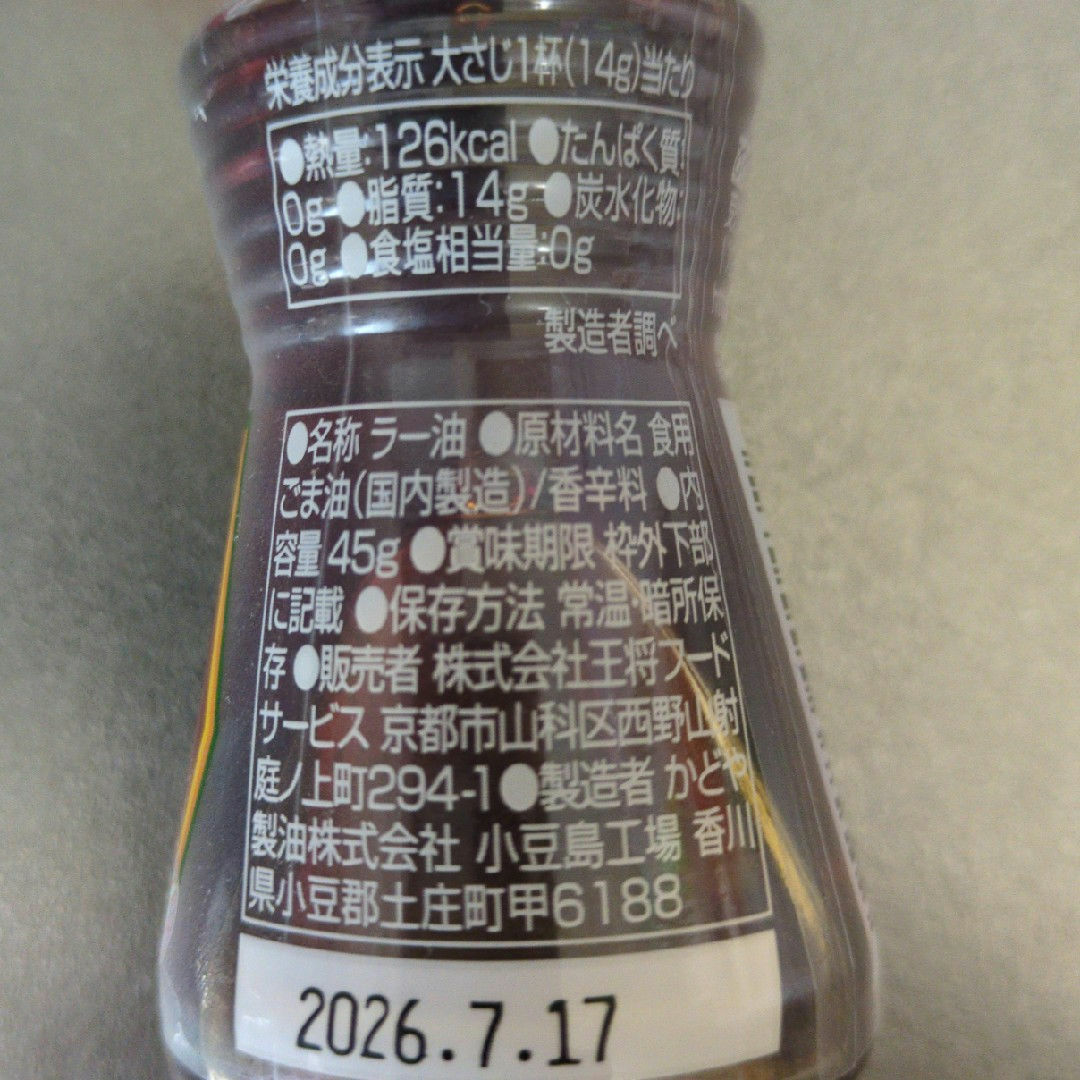 栄養成分表示 大さじ1杯(14g)当たり
●熱量:126kcal ●たんぱく質:
0g ●脂質:14g ●炭水化物:
0g ●食塩相当量:0g
製造者調べ
●名称 ラー油 ●原材料名 食用
ごま油(国内製造)/香辛料 ●内
容量 45g ●賞味期限 枠外下部
に記載 ●保存方法 常温・暗所保
存 ●販売者 株式会社王将フード
サービス 京都市山科区西野山射
庭ノ上町294-1 ●製造者 かどや
製油株式会社 小豆島工場 香川
県小豆郡土庄町甲6188
2026.7.17